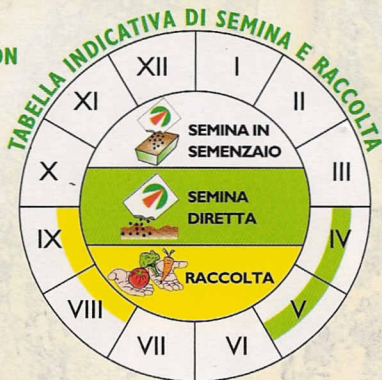 ON
TABELLA INDICATIVA DI SEMINA E RACCOLTA
XII
I
XI
II
X
III
IX
IV
VIII
V
VII
VI
SEMINA IN
SEMENZAIO
SEMINA
DIRETTA
RACCOLTA